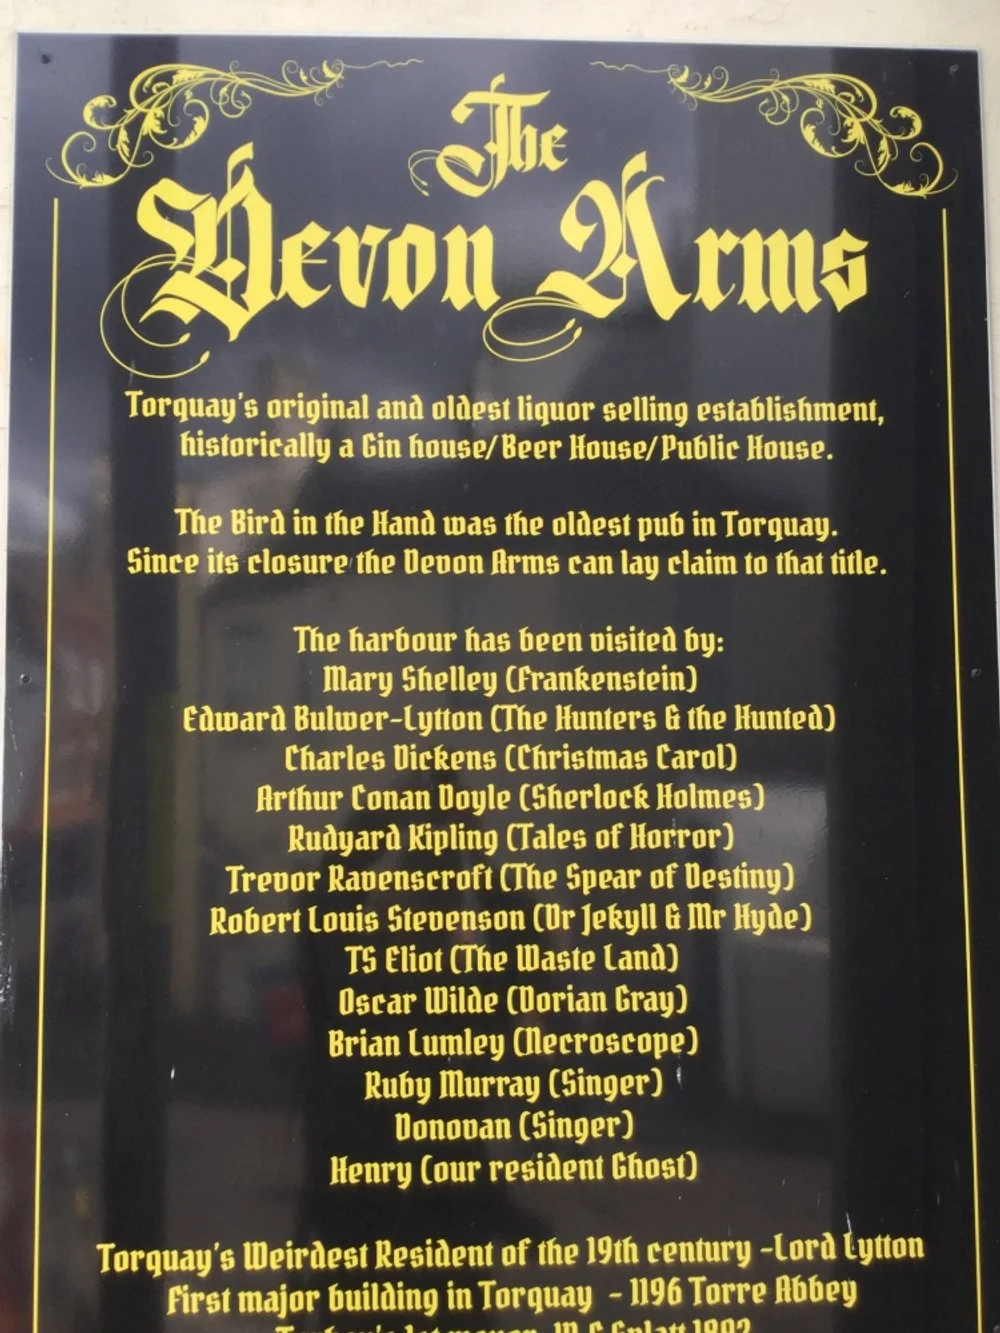 The
Devon Arms
Torquay's original and oldest liquor selling establishment,
historically a Gin house/Beer House/Public House.
The Bird in the Hand was the oldest pub in Torquay.
Since its closure the Devon Arms can lay claim to that title.
The harbour has been visited by:
Mary Shelley (Frankenstein)
Edward Bulwer-Lytton (The Hunters & the Hunted)
Charles Dickens (Christmas Carol)
Arthur Conan Doyle (Sherlock Holmes)
Rudyard Kipling (Tales of Horror)
Trevor Ravenscroft (The Spear of Destiny)
Robert Louis Stevenson (Dr Jekyll & Mr Hyde)
TS Eliot (The Waste Land)
Oscar Wilde (Dorian Gray)
Brian Lumley (Necroscope)
Ruby Murray (Singer)
Donovan (Singer)
Henry (our resident Ghost)
Torquay's Weirdest Resident of the 19th century -Lord Lytton
First major building in Torquay - 1196 Torre Abbey